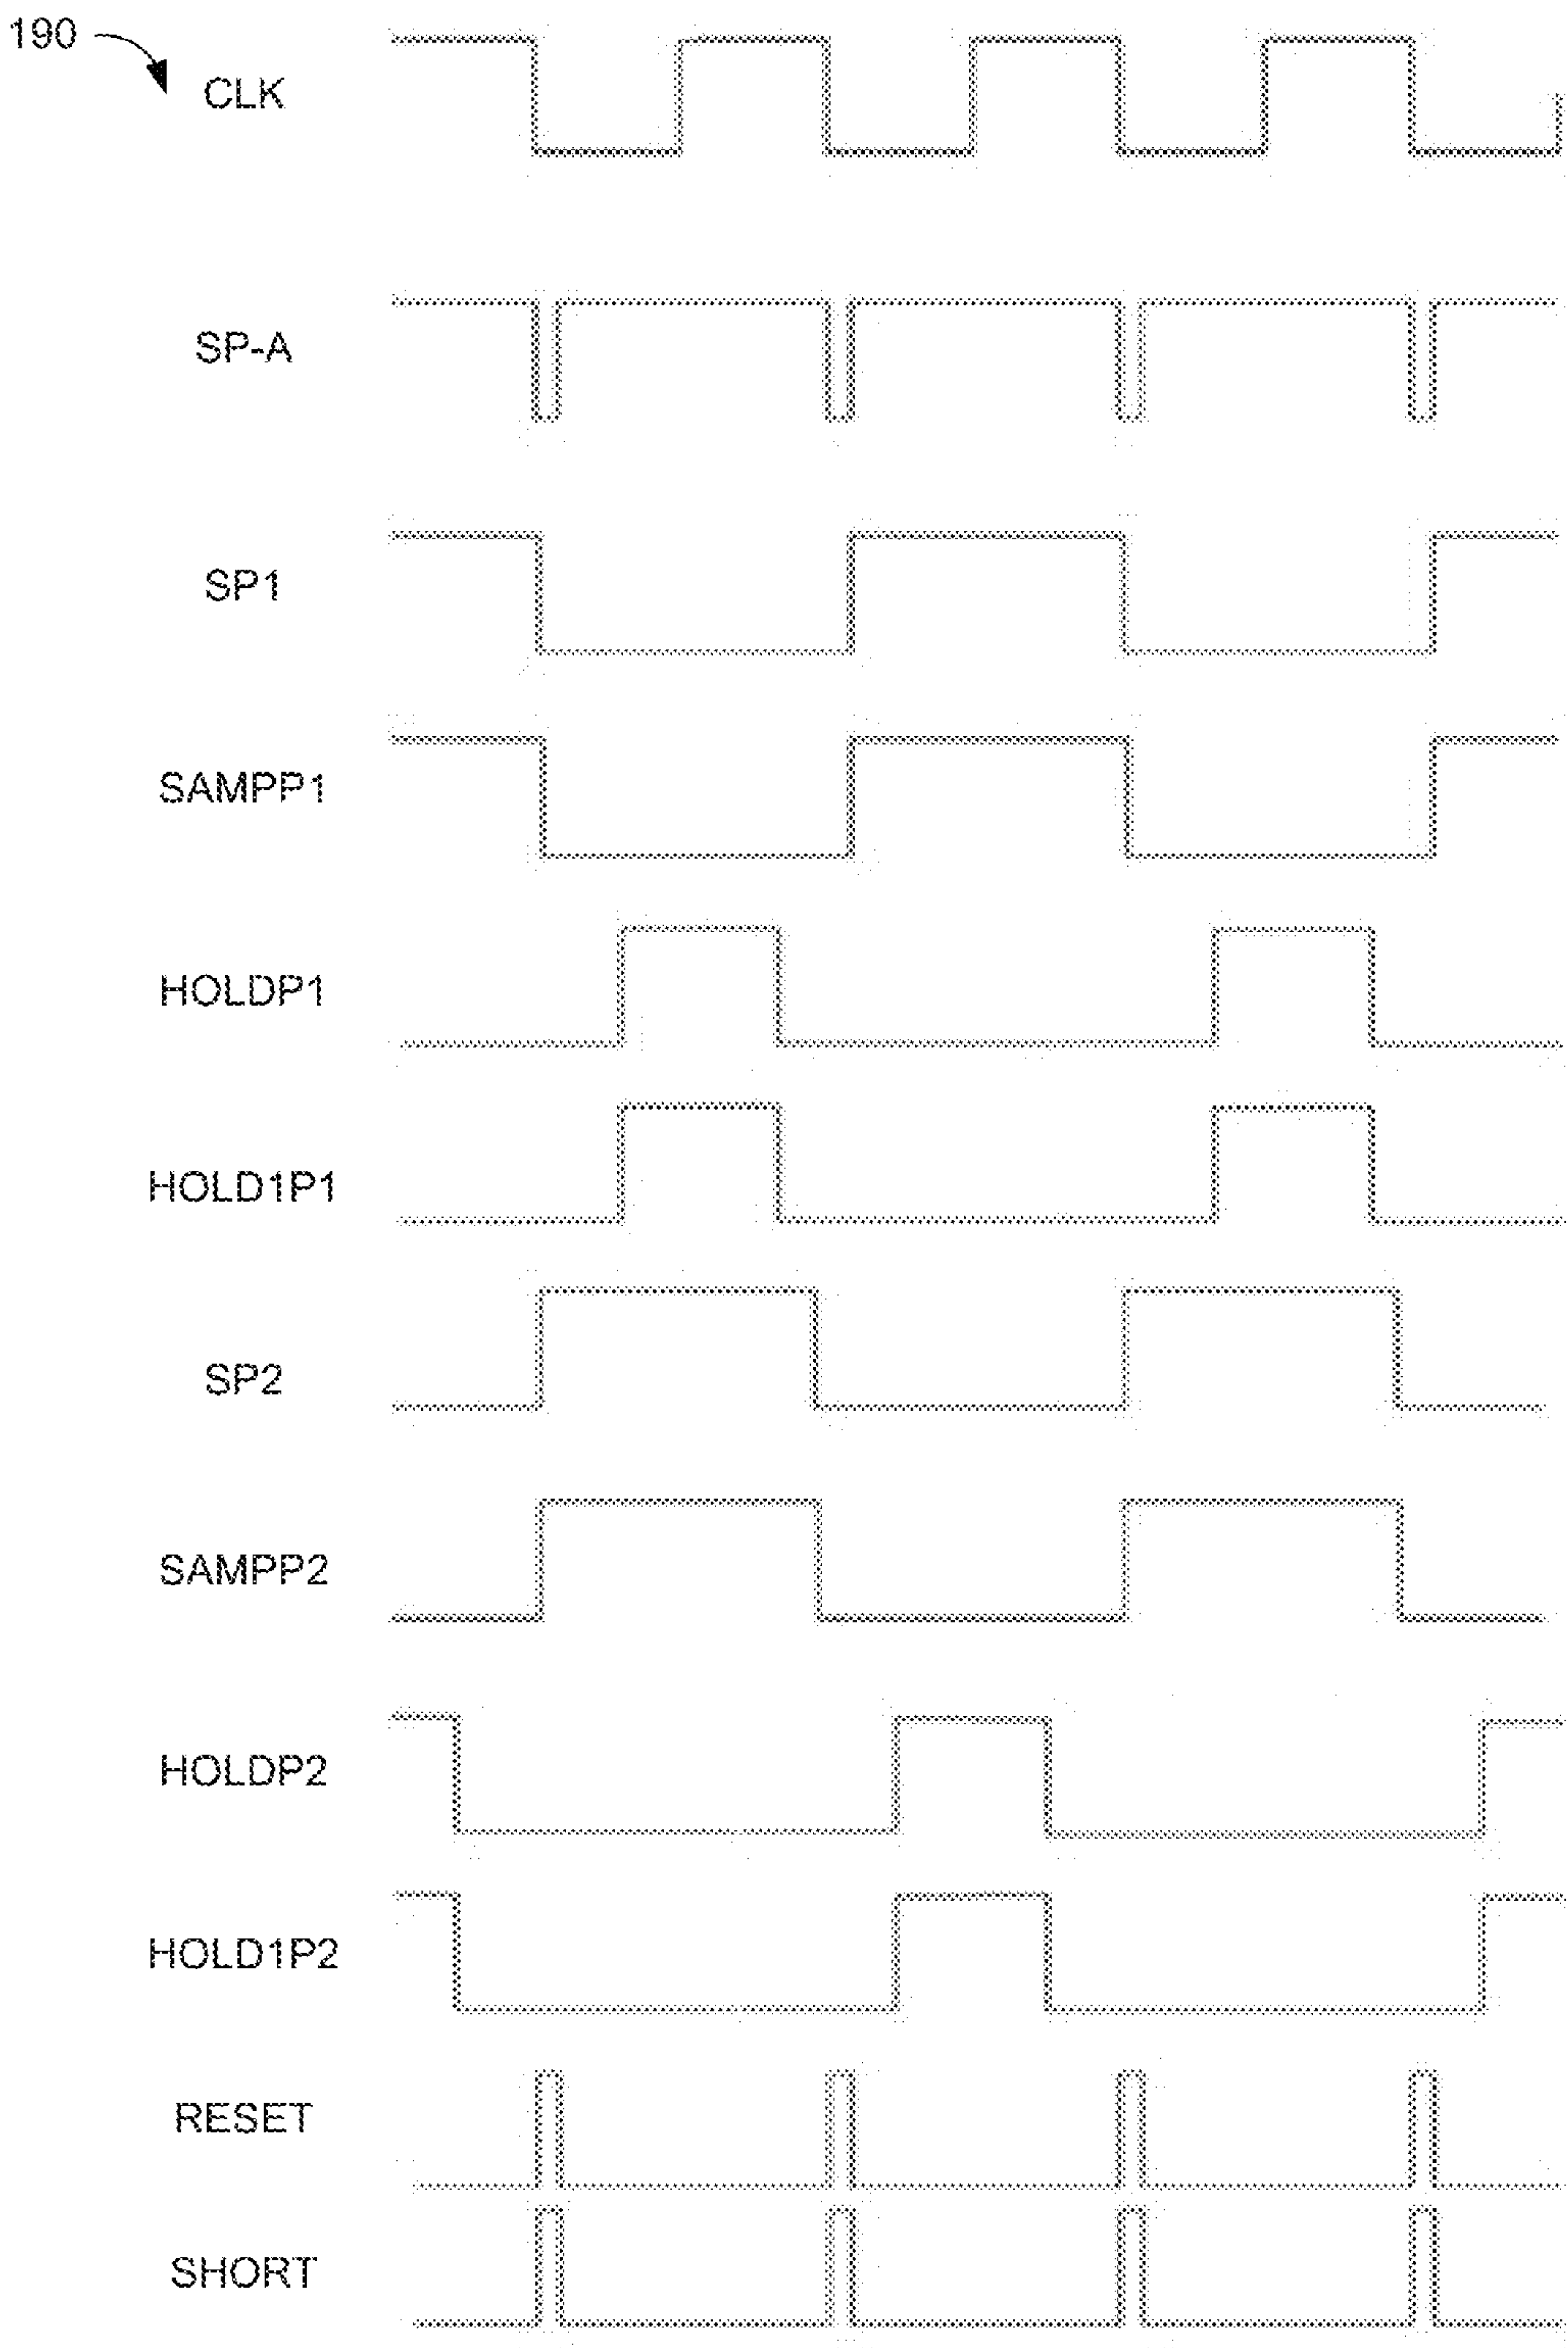 190
CLK
SP-A
SP1
SAMPP1
HOLDP1
HOLD1P1
SP2
SAMPP2
HOLDP2
HOLD1P2
RESET
SHORT